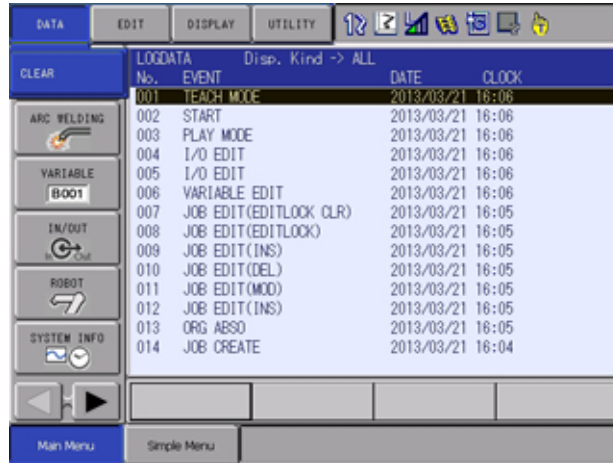 DATA EDIT DISPLAY UTILITY
CLEAR
LOGDATA Disp. Kind -> ALL
No. EVENT DATE CLOCK
001 TEACH MODE 2013/03/21 16:06
002 START 2013/03/21 16:06
003 PLAY MODE 2013/03/21 16:06
004 I/O EDIT 2013/03/21 16:06
005 I/O EDIT 2013/03/21 16:06
006 VARIABLE EDIT 2013/03/21 16:06
007 JOB EDIT(EDITLOCK CLR) 2013/03/21 16:05
008 JOB EDIT(EDITLOCK) 2013/03/21 16:05
009 JOB EDIT(INS) 2013/03/21 16:05
010 JOB EDIT(DEL) 2013/03/21 16:05
011 JOB EDIT(MOD) 2013/03/21 16:05
012 JOB EDIT(INS) 2013/03/21 16:05
013 ORG ABSO 2013/03/21 16:05
014 JOB CREATE 2013/03/21 16:04
ARC WELDING
VARIABLE
B001
IN/OUT
In Out
ROBOT
SYSTEM INFO
Main Menu Simple Menu